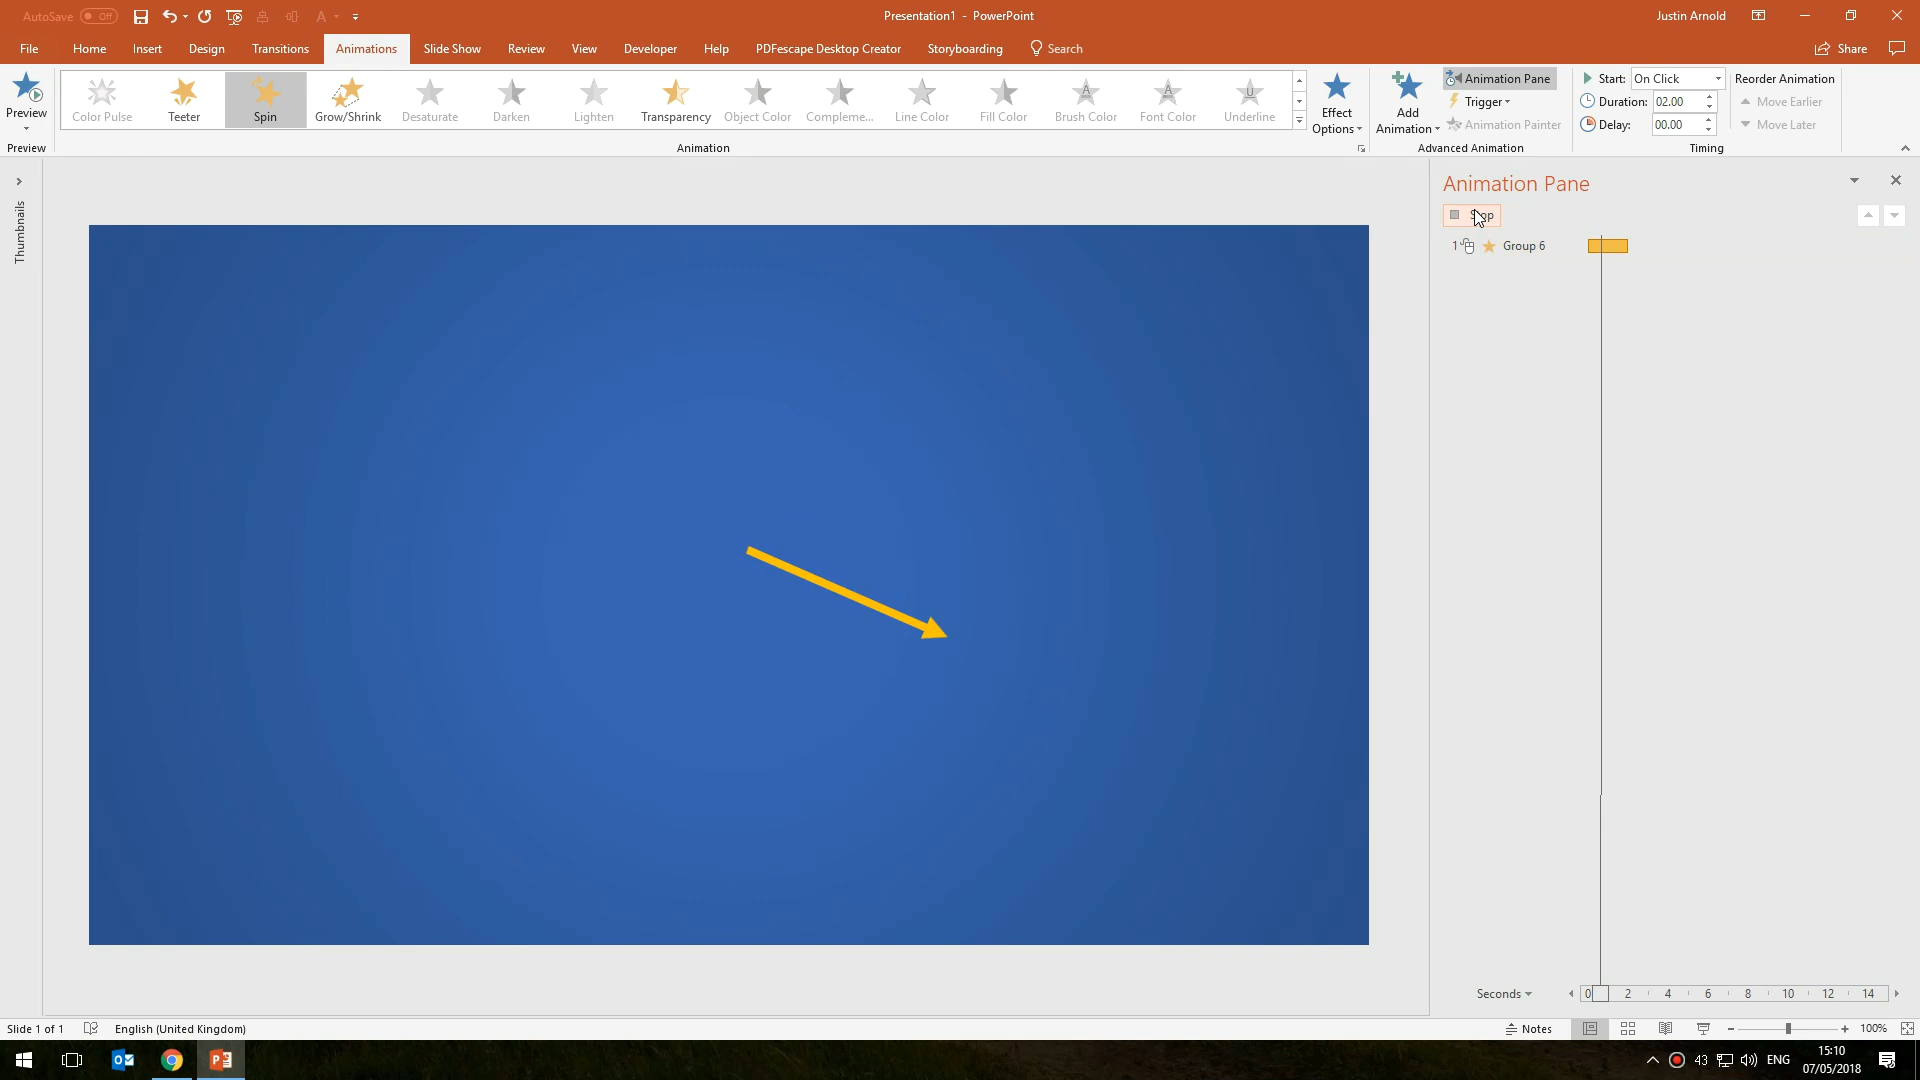 AutoSave Off
Presentation1 - PowerPoint
Justin Arnold
File Home Insert Design Transitions Animations Slide Show Review View Developer Help PDFescape Desktop Creator Storyboarding Search Share
Preview
Preview
Color Pulse Teeter Spin Grow/Shrink Desaturate Darken Lighten Transparency Object Color Compleme... Line Color Fill Color Brush Color Font Color Underline
Animation
Effect Options
Add Animation
Animation Pane
Trigger
Animation Painter
Advanced Animation
Start: On Click
Duration: 02.00
Delay: 00.00
Timing
Reorder Animation
Move Earlier
Move Later
Thumbnails
Animation Pane
1 Group 6
Seconds 0 2 4 6 8 10 12 14
Slide 1 of 1 English (United Kingdom) Notes 100%
43 ENG
15:10
07/05/2018